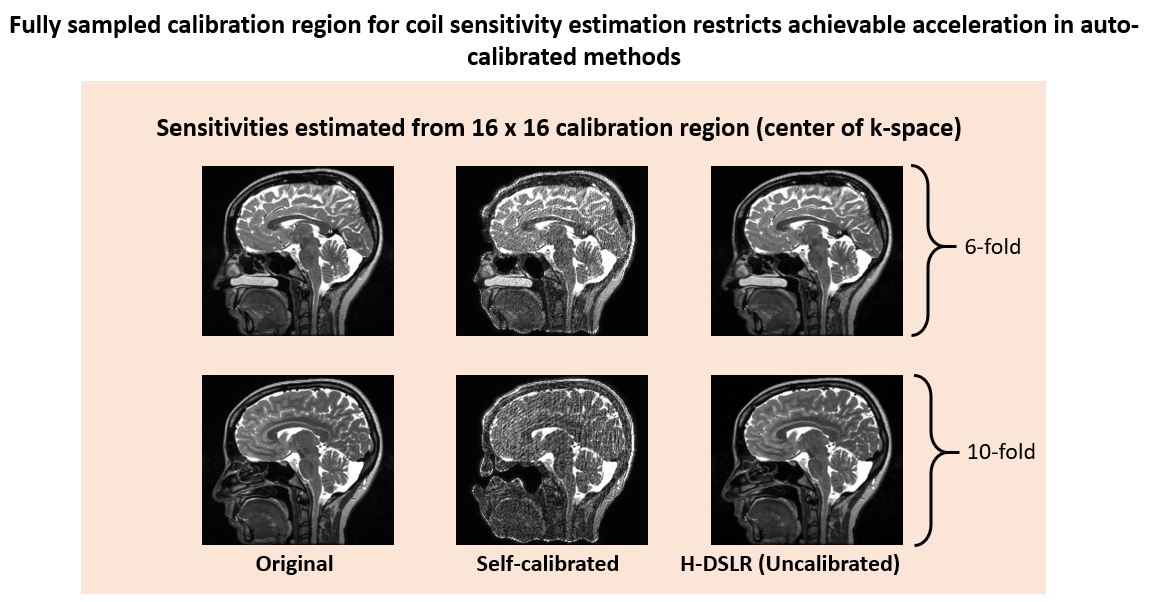 Fully sampled calibration region for coil sensitivity estimation restricts achievable acceleration in auto-
calibrated methods
Sensitivities estimated from 16 x 16 calibration region (center of k-space)
6-fold
10-fold
Original
Self-calibrated
H-DSLR (Uncalibrated)